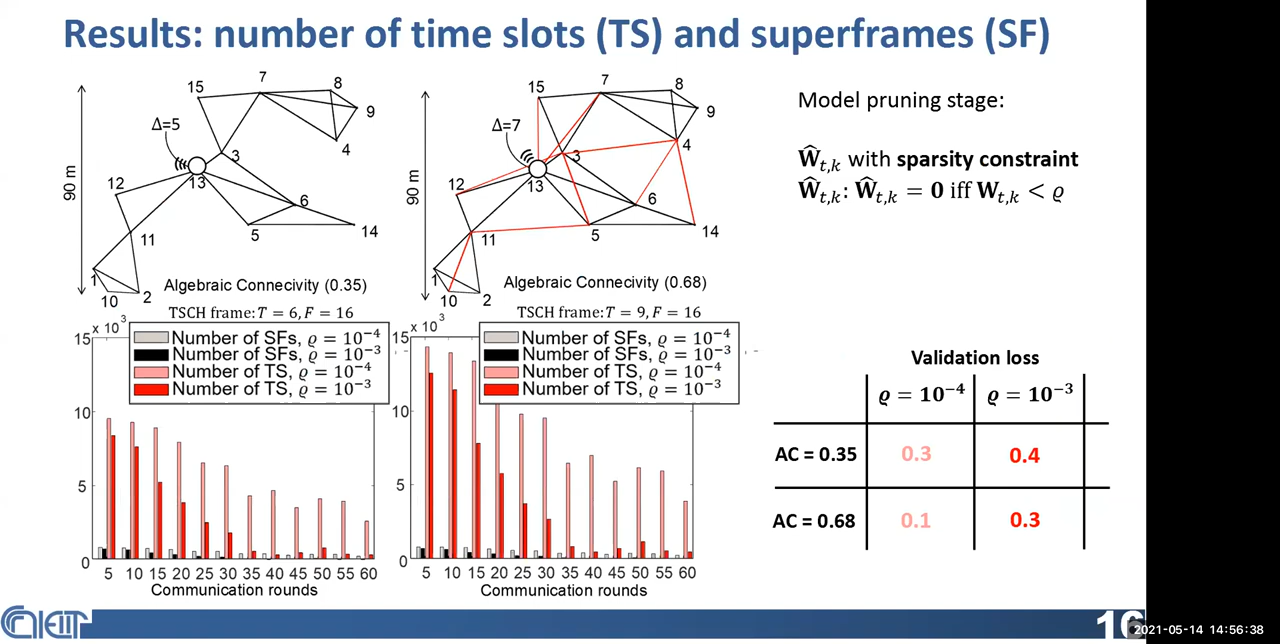 Results: number of time slots (TS) and superframes (SF)
15
7
8
9
4
Δ=5
3
13
12
6
5
14
11
1
10
2
90 m
Algebraic Connectivity (0.35)
TSCH frame: T = 6, F = 16
15 x 10³
Number of SFs, ϱ = 10⁻⁴
Number of SFs, ϱ = 10⁻³
Number of TS, ϱ = 10⁻⁴
Number of TS, ϱ = 10⁻³
10
5
0
5 10 15 20 25 30 35 40 45 50 55 60
Communication rounds
15
7
8
9
4
Δ=7
3
13
12
6
5
14
11
1
10
2
90 m
Algebraic Connectivity (0.68)
TSCH frame: T = 9, F = 16
15 x 10³
Number of SFs, ϱ = 10⁻⁴
Number of SFs, ϱ = 10⁻³
Number of TS, ϱ = 10⁻⁴
Number of TS, ϱ = 10⁻³
10
5
0
5 10 15 20 25 30 35 40 45 50 55 60
Communication rounds
Model pruning stage:
Ŵt,k with sparsity constraint
Ŵt,k: Ŵt,k = 0 iff Wt,k < ϱ
Validation loss
ϱ = 10⁻⁴ ϱ = 10⁻³
AC = 0.35 0.3 0.4
AC = 0.68 0.1 0.3
16
2021-05-14 14:56:38